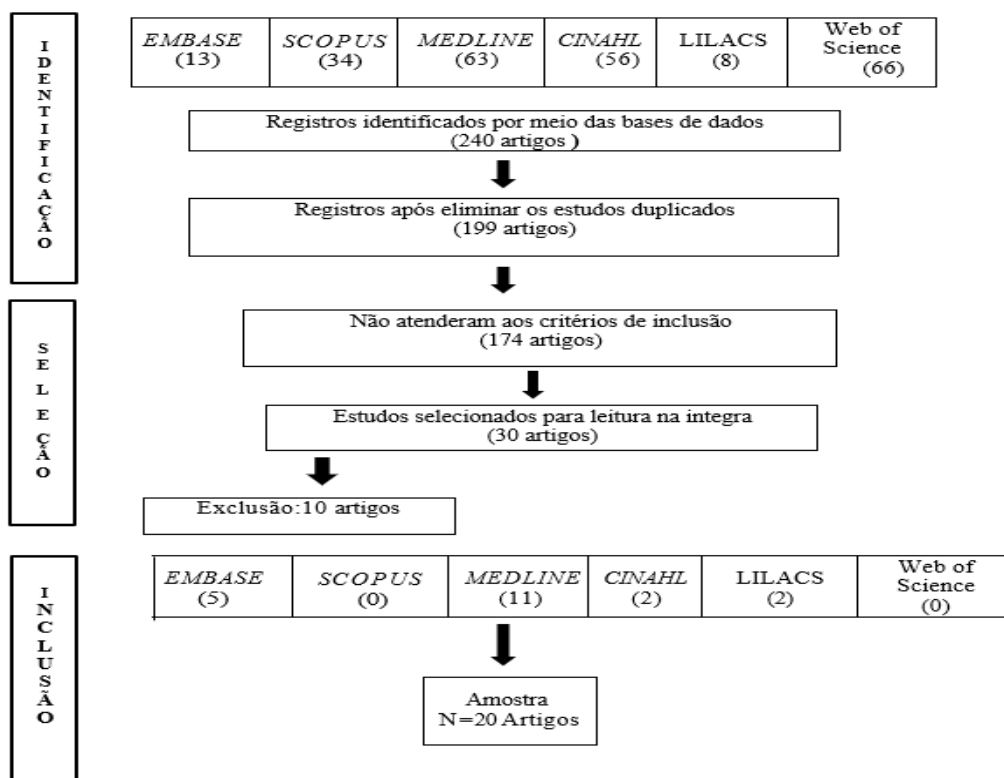 IDENTIFICAÇÃO
EMBASE
(13)
SCOPUS
(34)
MEDLINE
(63)
CINAHL
(56)
LILACS
(8)
Web of
Science
(66)
Registros identificados por meio das bases de dados
(240 artigos )
Registros após eliminar os estudos duplicados
(199 artigos)
SELEÇÃO
Não atenderam aos critérios de inclusão
(174 artigos)
Estudos selecionados para leitura na integra
(30 artigos)
Exclusão:10 artigos
INCLUSÃO
EMBASE
(5)
SCOPUS
(0)
MEDLINE
(11)
CINAHL
(2)
LILACS
(2)
Web of
Science
(0)
Amostra
N=20 Artigos